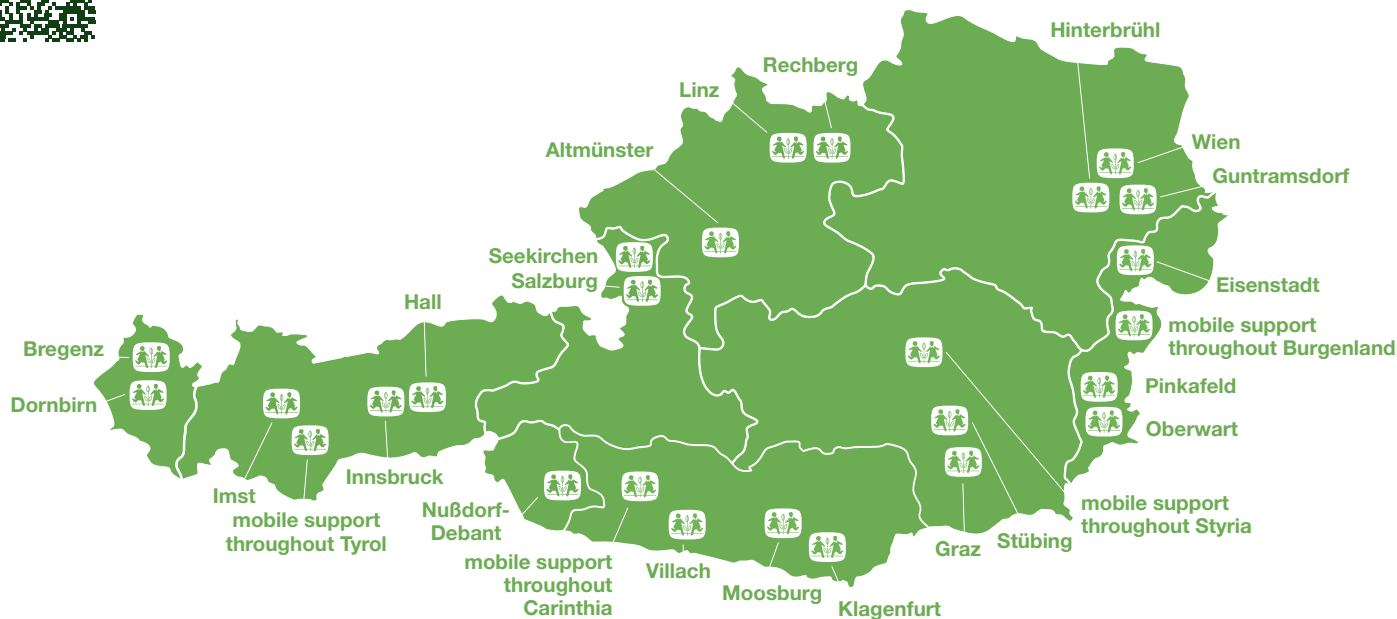 Hinterbrühl
Rechberg
Linz
Altmünster
Wien
Guntramsdorf
Seekirchen
Salzburg
Eisenstadt
Hall
mobile support
throughout Burgenland
Bregenz
Dornbirn
Pinkafeld
Oberwart
Innsbruck
Imst
mobile support
throughout Tyrol
Nußdorf-
Debant
mobile support
throughout Styria
Graz
Stübing
mobile support
throughout
Carinthia
Villach
Moosburg
Klagenfurt